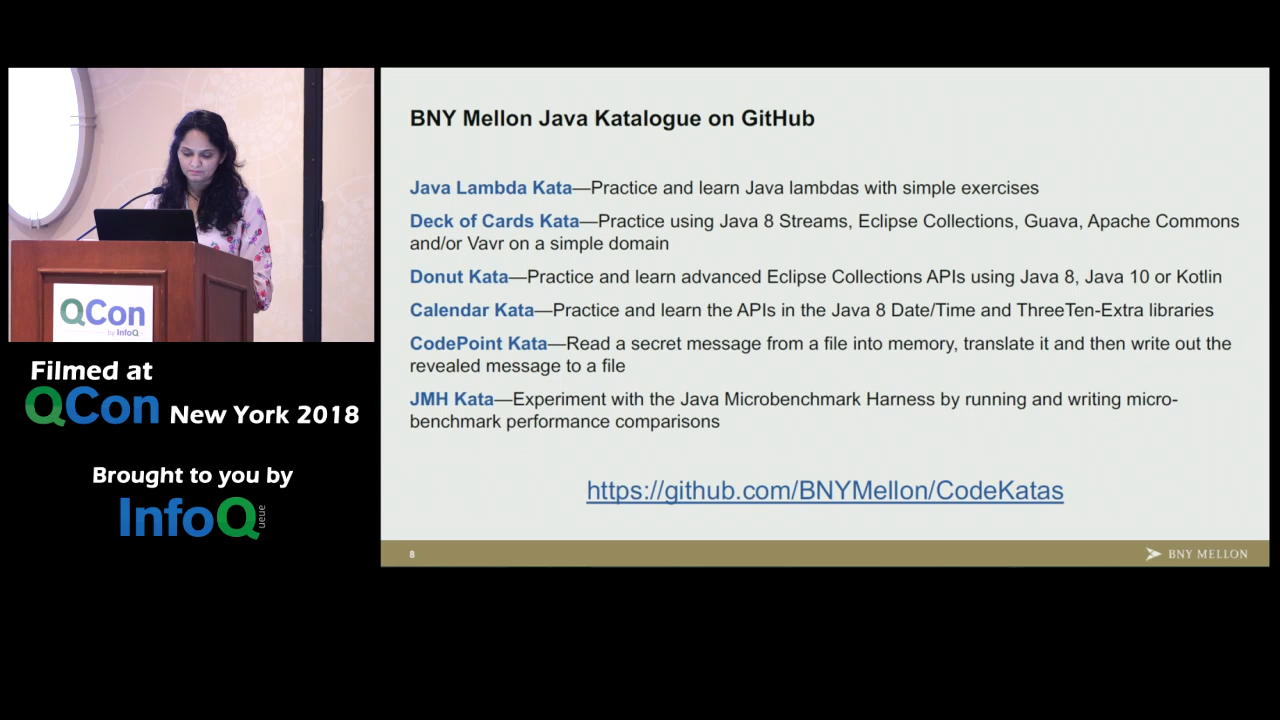 QCon
by InfoQ
Filmed at
QCon New York 2018
Brought to you by
InfoQ
ueue
BNY Mellon Java Katalogue on GitHub
Java Lambda Kata—Practice and learn Java lambdas with simple exercises
Deck of Cards Kata—Practice using Java 8 Streams, Eclipse Collections, Guava, Apache Commons
and/or Vavr on a simple domain
Donut Kata—Practice and learn advanced Eclipse Collections APIs using Java 8, Java 10 or Kotlin
Calendar Kata—Practice and learn the APIs in the Java 8 Date/Time and ThreeTen-Extra libraries
CodePoint Kata—Read a secret message from a file into memory, translate it and then write out the
revealed message to a file
JMH Kata—Experiment with the Java Microbenchmark Harness by running and writing micro-
benchmark performance comparisons
https://github.com/BNYMellon/CodeKatas
8
BNY MELLON